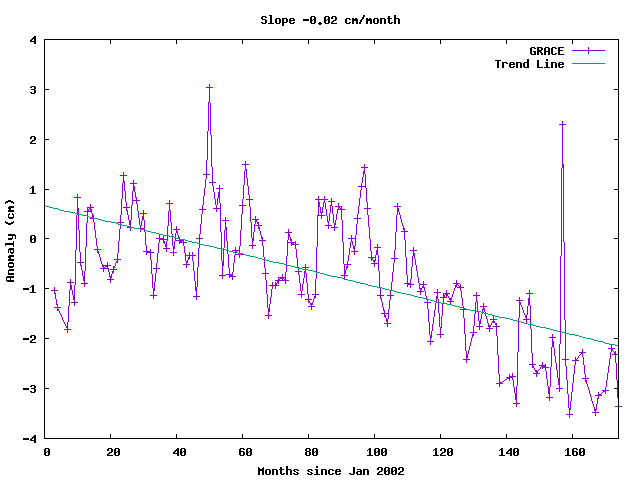 Slope -0.02 cm/month
GRACE
Trend Line
Anomaly (cm)
4
3
2
1
0
-1
-2
-3
-4
0 20 40 60 80 100 120 140 160
Months since Jan 2002